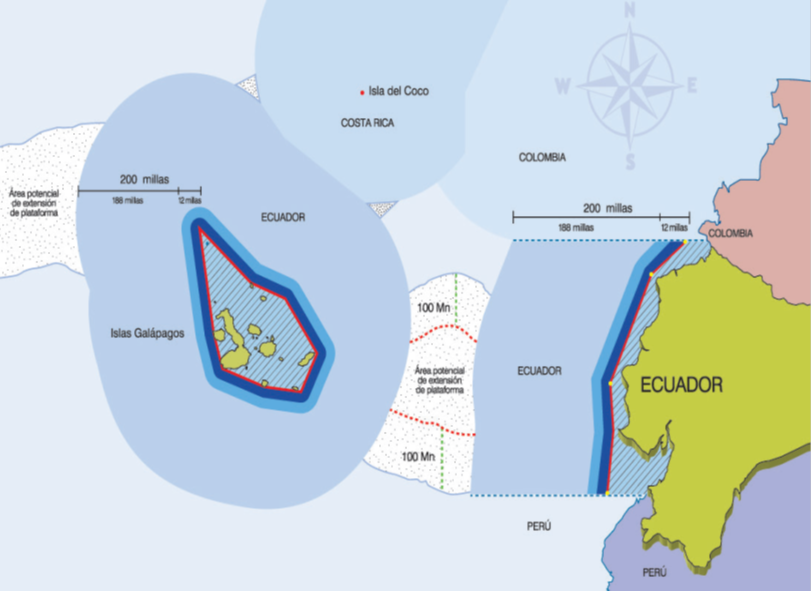 N
W
E
S
Isla del Coco
COSTA RICA
COLOMBIA
200 millas
188 millas
12 millas
Área potencial
de extensión
de plataforma
ECUADOR
200 millas
188 millas
12 millas
COLOMBIA
100 Mn
Islas Galápagos
Área potencial
de extensión
de plataforma
ECUADOR
ECUADOR
100 Mn
PERÚ
PERÚ